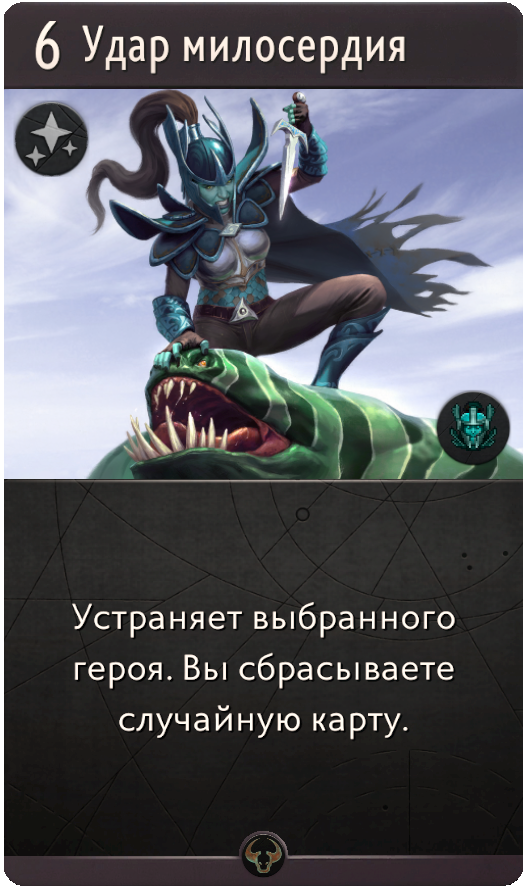 6 Удар милосердия
Устраняет выбранного
героя. Вы сбрасываете
случайную карту.